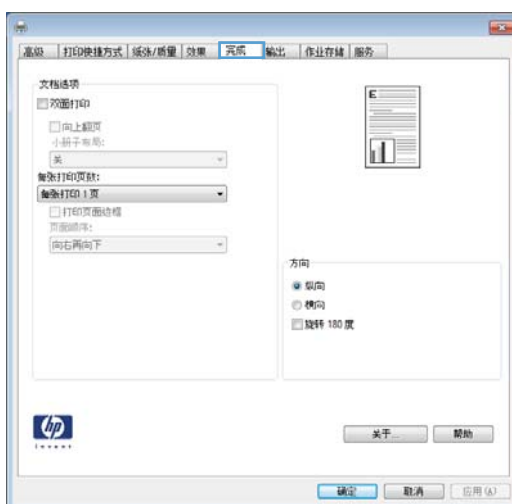 高级 打印快捷方式 纸张/质量 效果 完成 输出 作业存储 服务
文档选项
双面打印
向上翻页
小册子布局:
关
每张打印页数:
每张打印 1 页
打印页面边框
页面顺序:
向右再向下
E
方向
纵向
横向
旋转 180 度
hp
invent
关于... 帮助
确定 取消 应用(A)